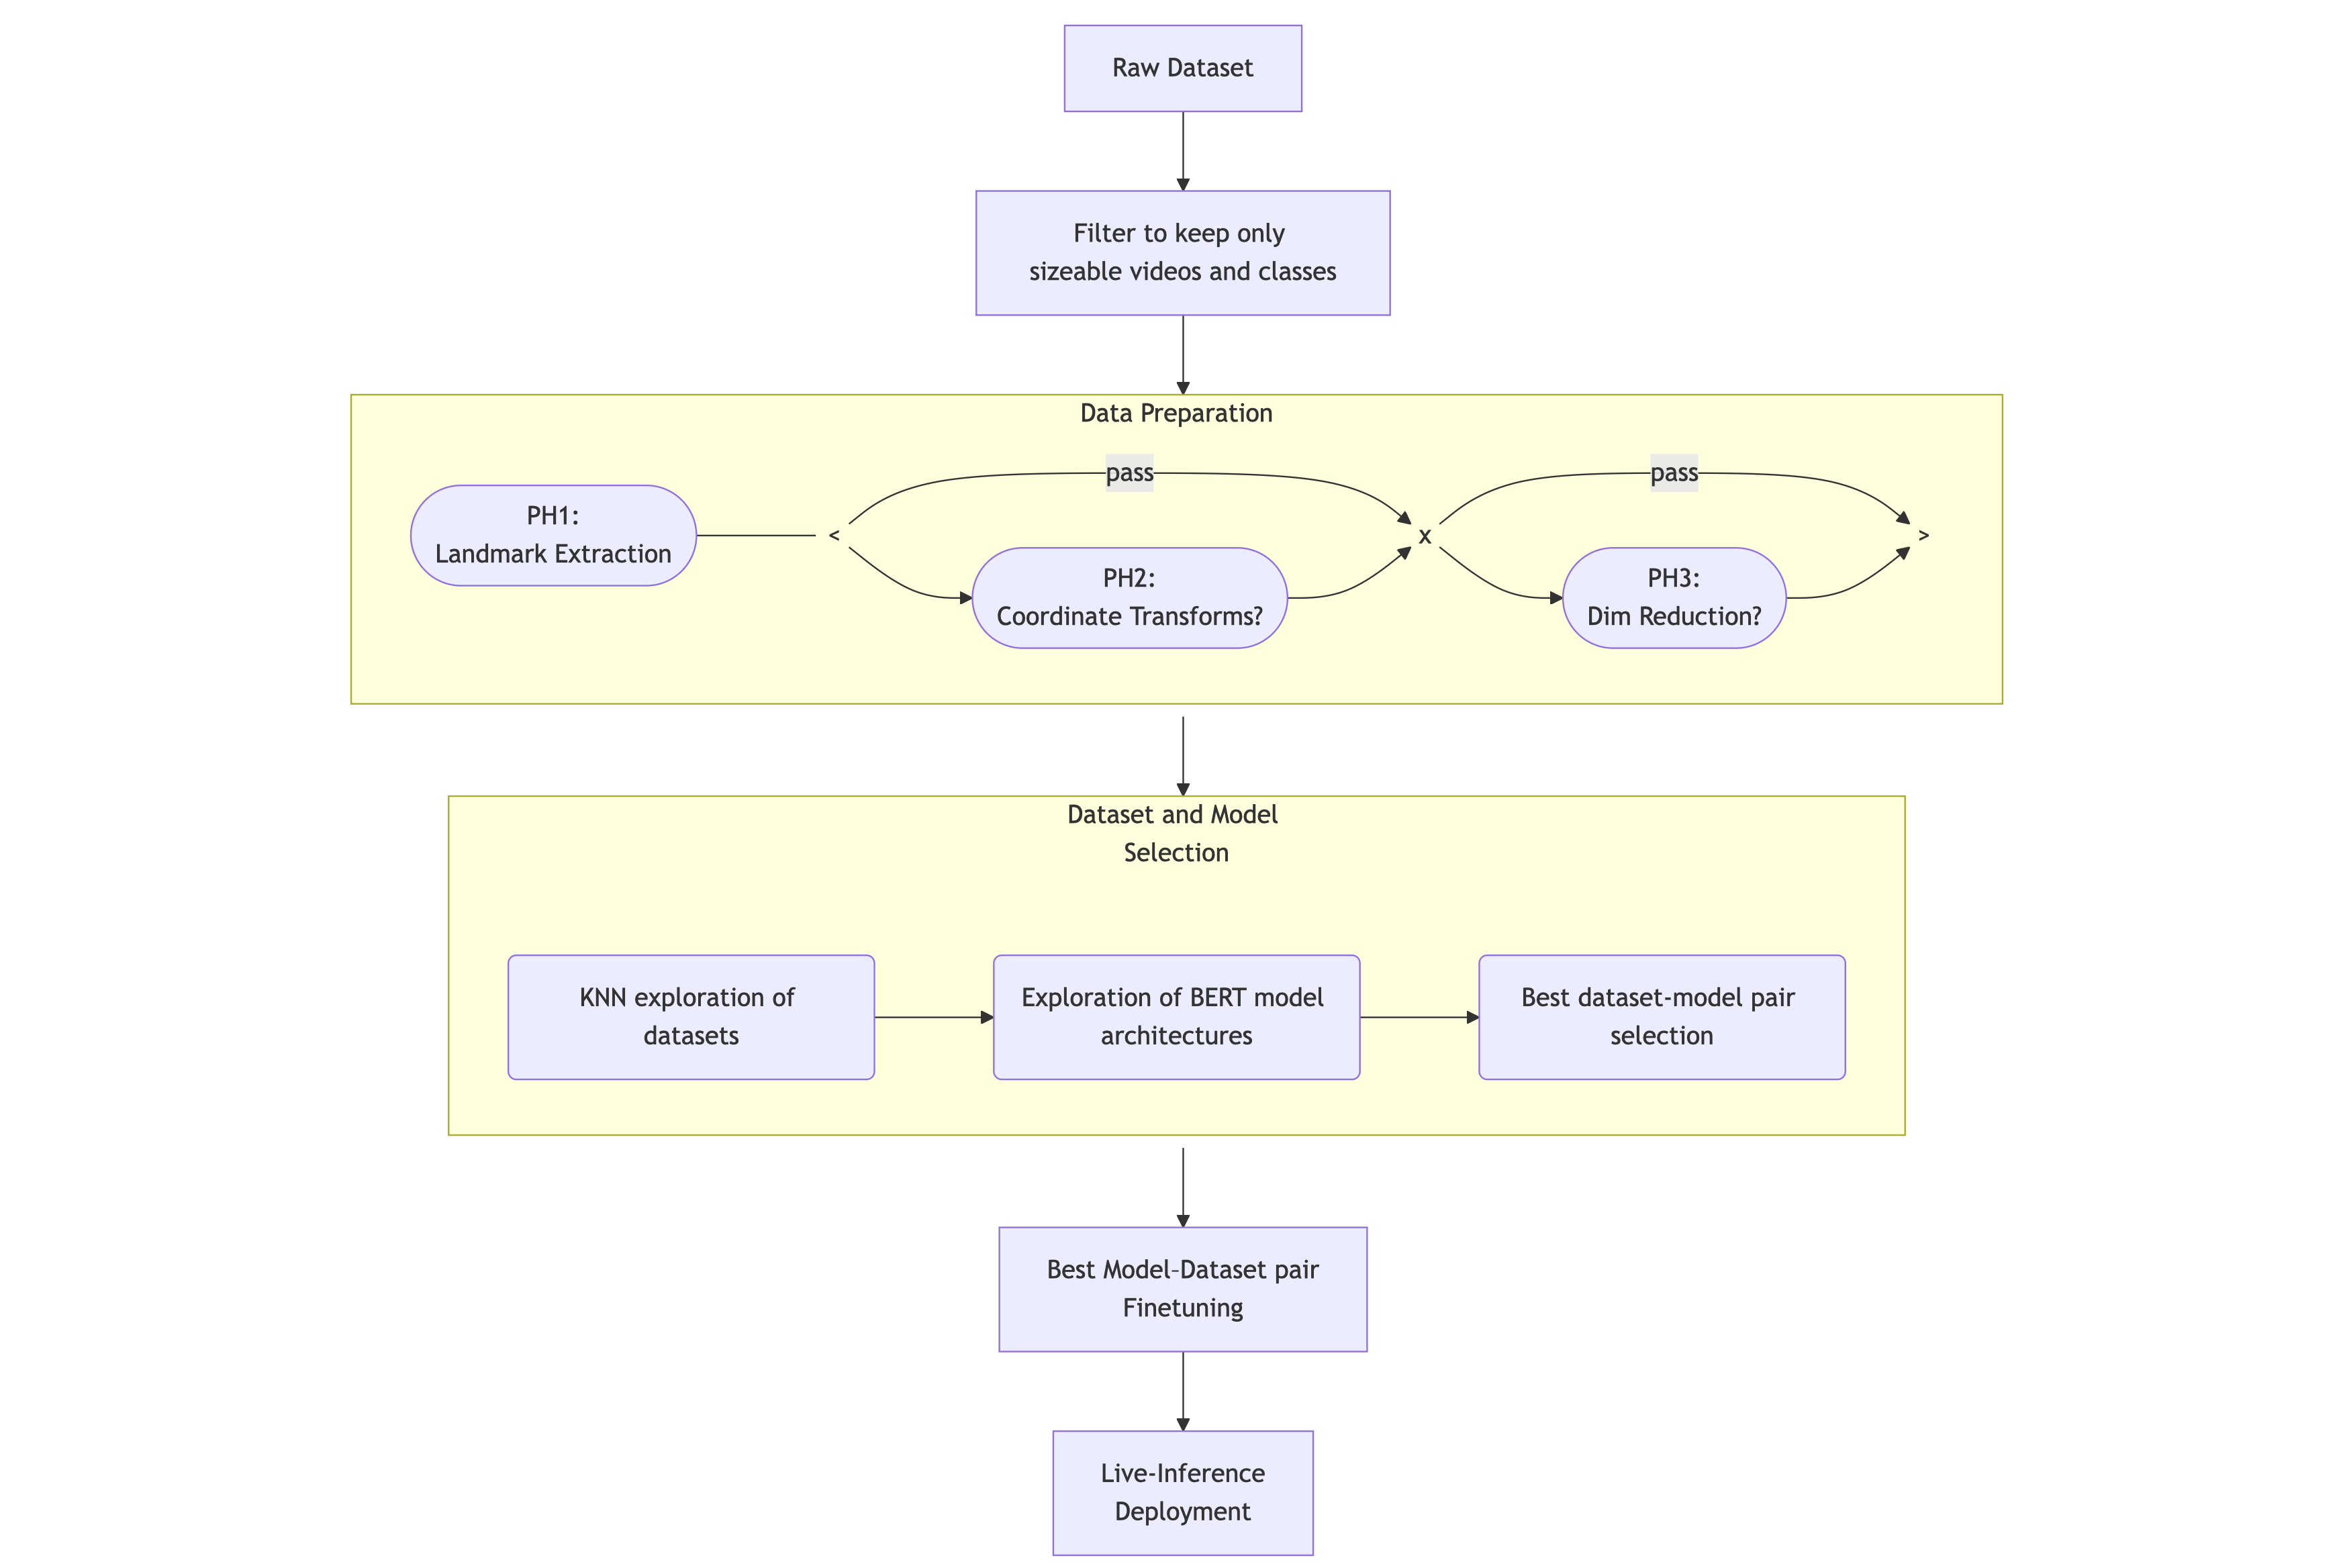 Raw Dataset
Filter to keep only
sizeable videos and classes
Data Preparation
pass
pass
PH1:
Landmark Extraction
<
x
>
PH2:
Coordinate Transforms?
PH3:
Dim Reduction?
Dataset and Model
Selection
KNN exploration of
datasets
Exploration of BERT model
architectures
Best dataset-model pair
selection
Best Model-Dataset pair
Finetuning
Live-Inference
Deployment